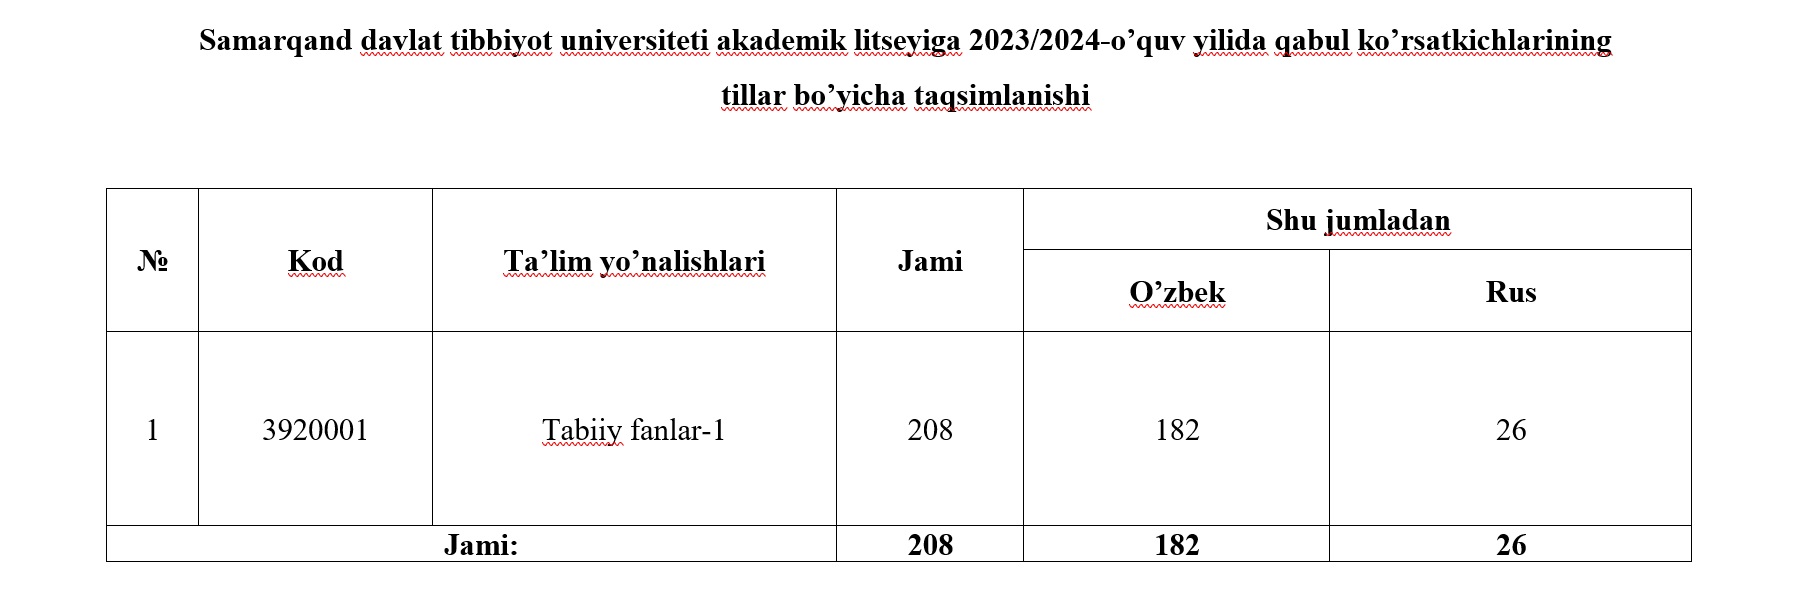 Samarqand davlat tibbiyot universiteti akademik litseyiga 2023/2024-o’quv yilida qabul ko’rsatkichlarining
tillar bo’yicha taqsimlanishi
№ Kod Ta’lim yo’nalishlari Jami Shu jumladan
O’zbek Rus
1 3920001 Tabiiy fanlar-1 208 182 26
Jami: 208 182 26